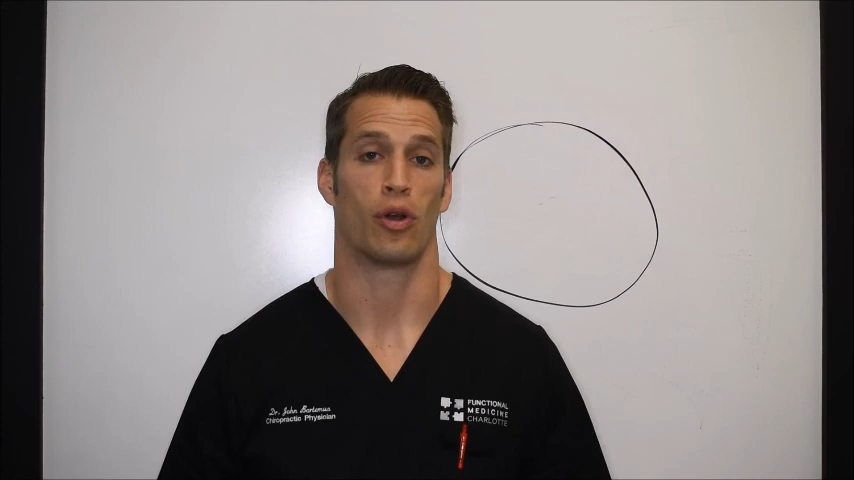 Dr. John Bartemus
Chiropractic Physician
FUNCTIONAL
MEDICINE
CHARLOTTE